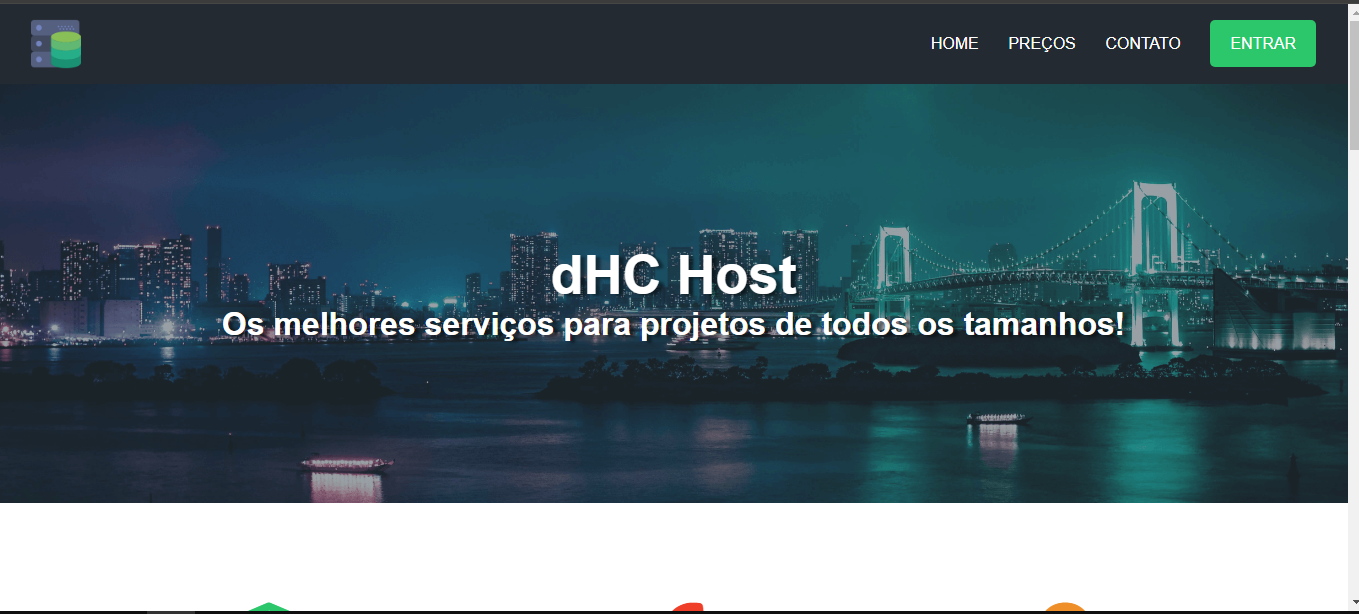 HOME
PREÇOS
CONTATO
ENTRAR
dHC Host
Os melhores serviços para projetos de todos os tamanhos!